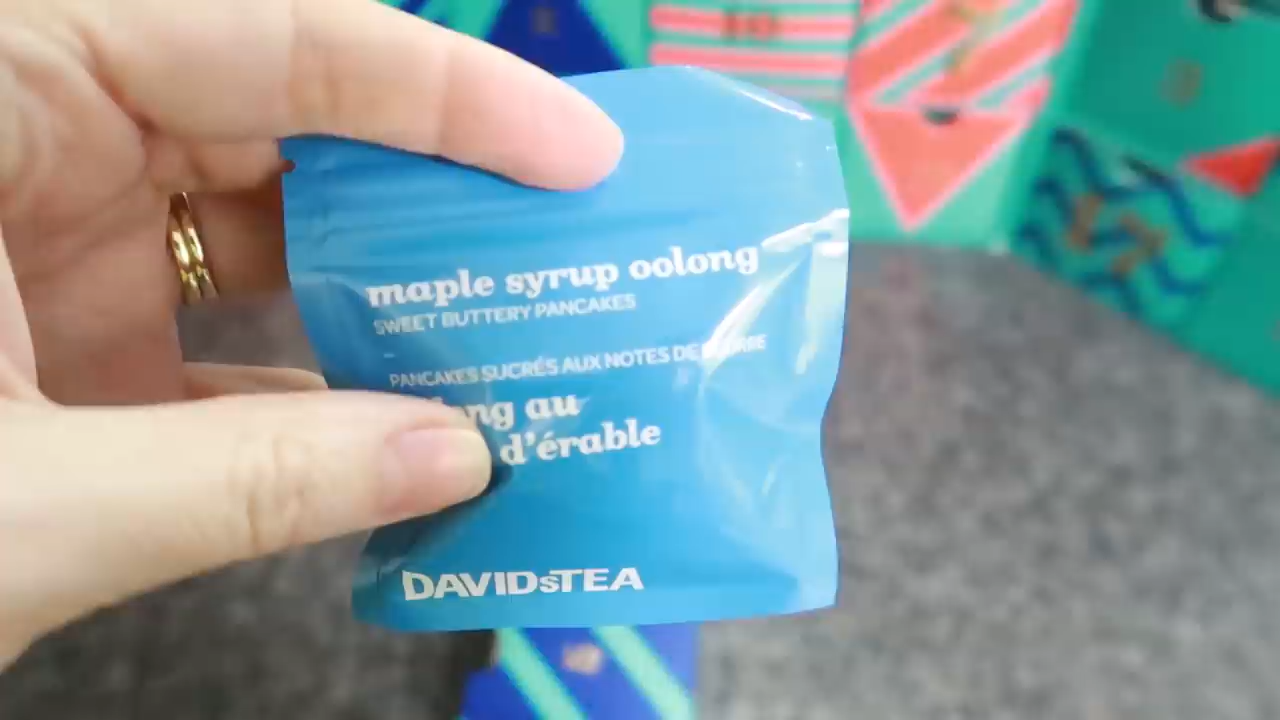 maple syrup oolong
SWEET BUTTERY PANCAKES
PANCAKES SUCRÉS AUX NOTES DE
au
d'érable
DAVIDsTEA